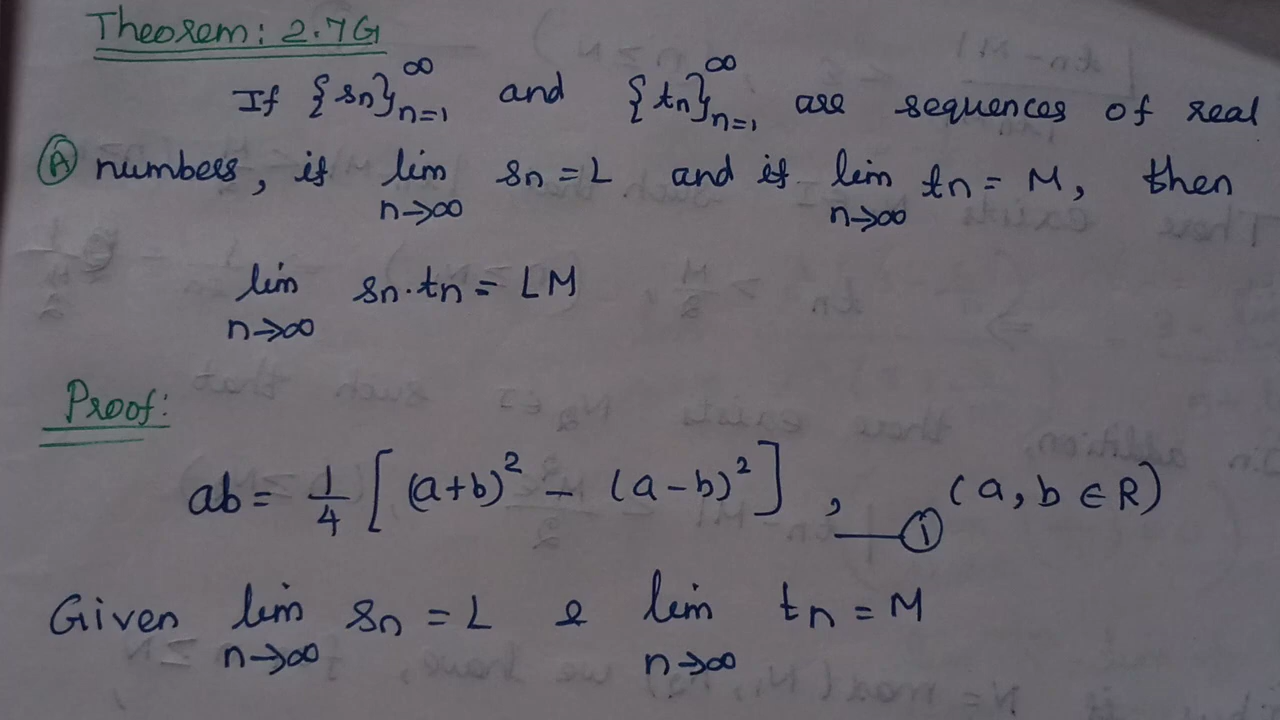 Theorem: 2.7G
If {sn}∞n=1 and {tn}∞n=1 are sequences of real
Ⓐ numbers, if lim n→∞ sn = L and if lim n→∞ tn = M, then
lim n→∞ sn.tn = LM
Proof:
ab = 1/4 [(a+b)² - (a-b)²], —① (a, b ∈ R)
Given lim n→∞ sn = L & lim n→∞ tn = M